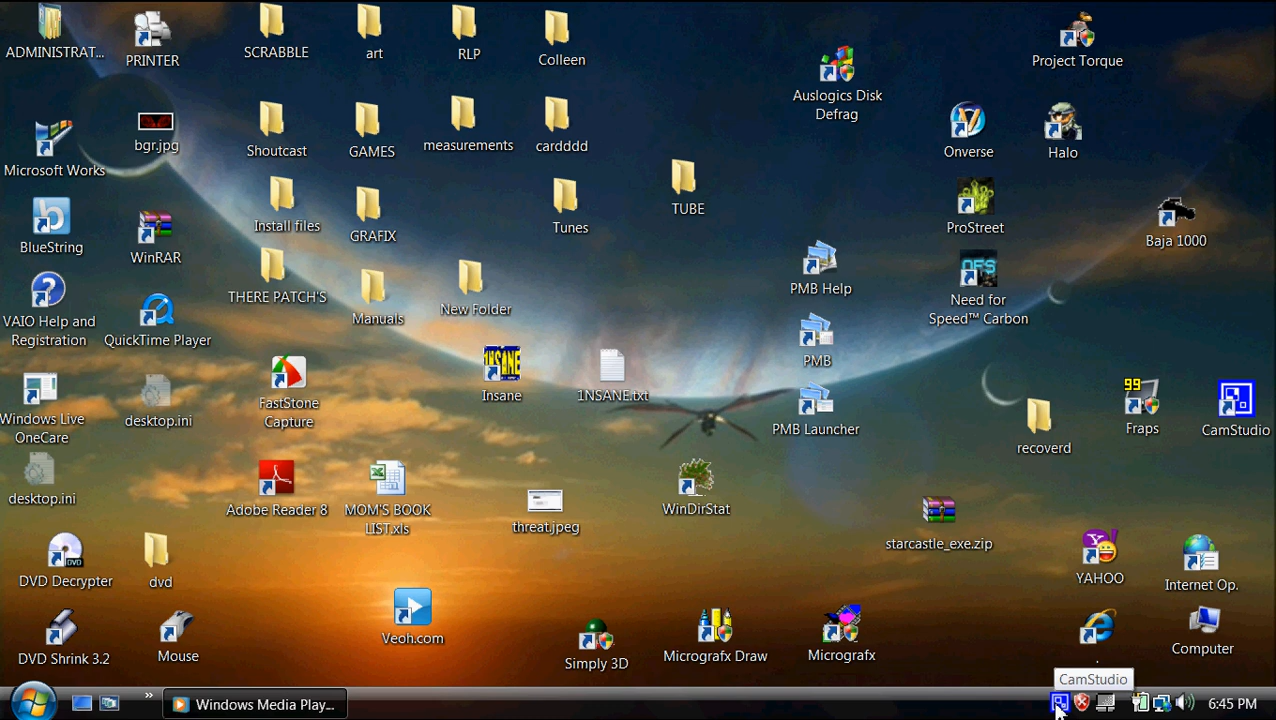 ADMINISTRAT...
PRINTER
SCRABBLE
art
RLP
Colleen
Project Torque
Auslogics Disk
Defrag
Microsoft Works
bgr.jpg
Shoutcast
GAMES
measurements
cardddd
Onverse
Halo
TUBE
BlueString
WinRAR
Install files
GRAFIX
Tunes
ProStreet
Baja 1000
VAIO Help and
Registration
QuickTime Player
THERE PATCH'S
Manuals
New Folder
PMB Help
NFS
Need for
Speed™ Carbon
PMB
1NSANE
Insane
1NSANE.txt
Windows Live
OneCare
desktop.ini
FastStone
Capture
PMB Launcher
recoverd
99
Fraps
CamStudio
desktop.ini
Adobe Reader 8
MOM'S BOOK
LIST.xls
threat.jpeg
WinDirStat
starcastle_exe.zip
DVD
DVD Decrypter
dvd
YAHOO
Internet Op.
Veoh.com
DVD Shrink 3.2
Mouse
Simply 3D
Micrografx Draw
Micrografx
.
Computer
CamStudio
»
Windows Media Play...
6:45 PM